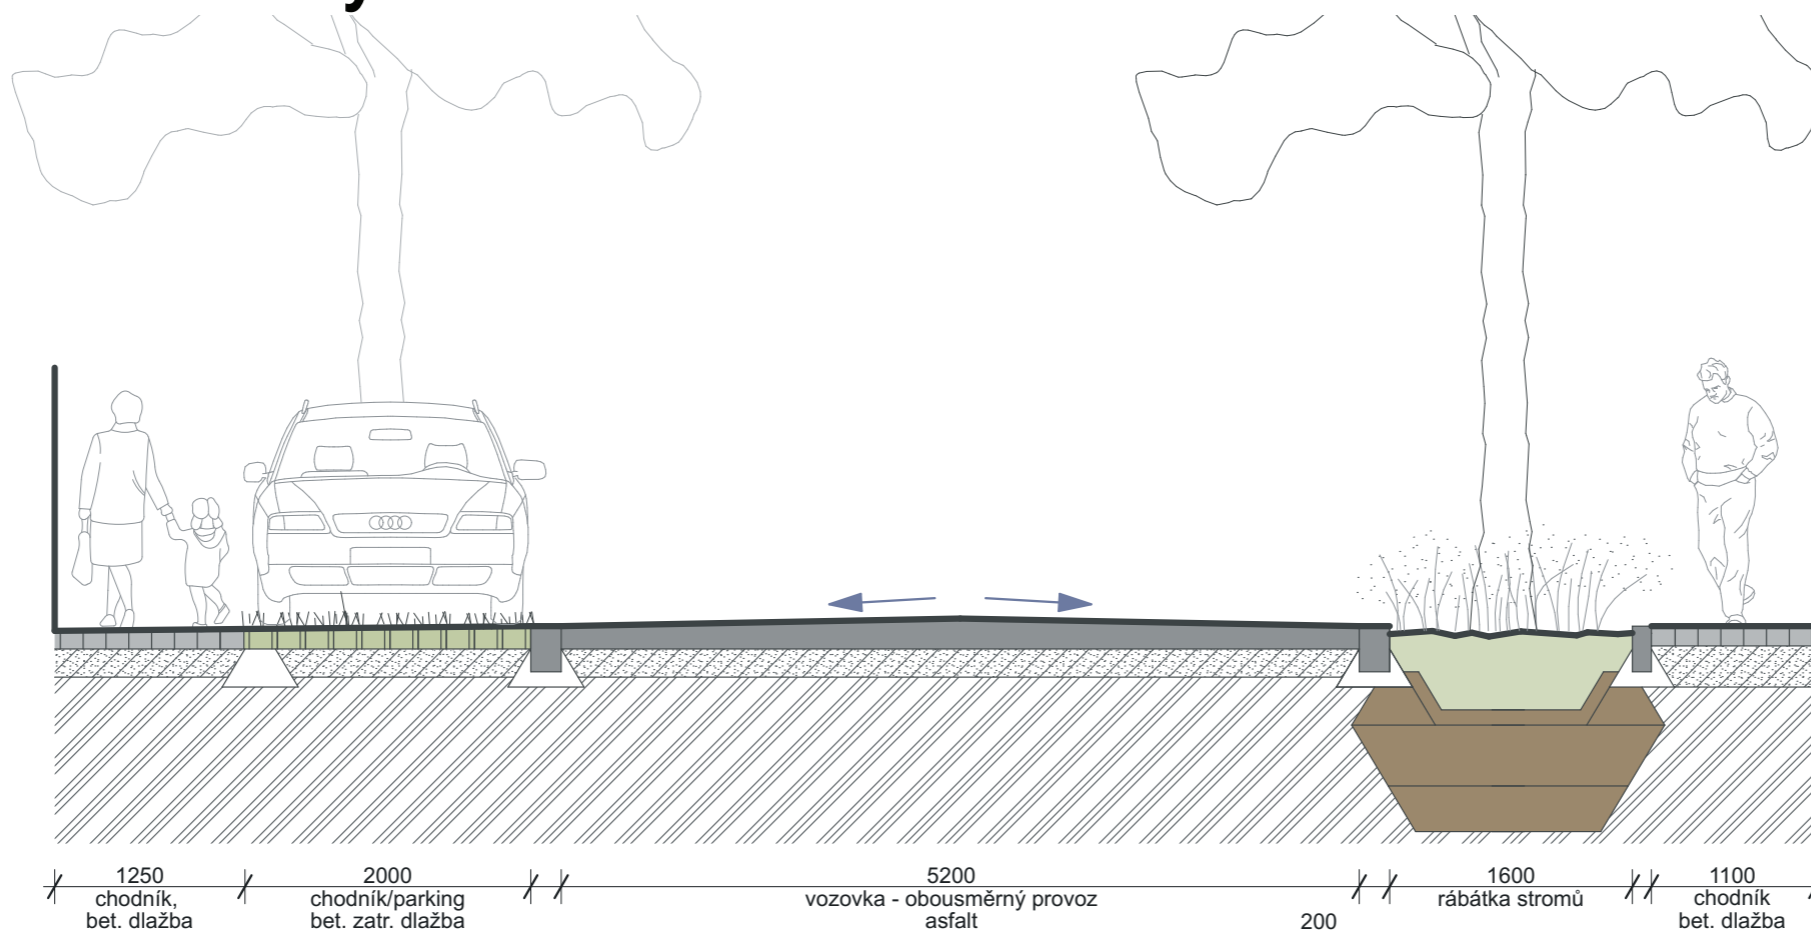 1250
chodník,
bet. dlažba
2000
chodník/parking
bet. zatr. dlažba
5200
vozovka - obousměrný provoz
asfalt
200
1600
rábátka stromů
1100
chodník
bet. dlažba